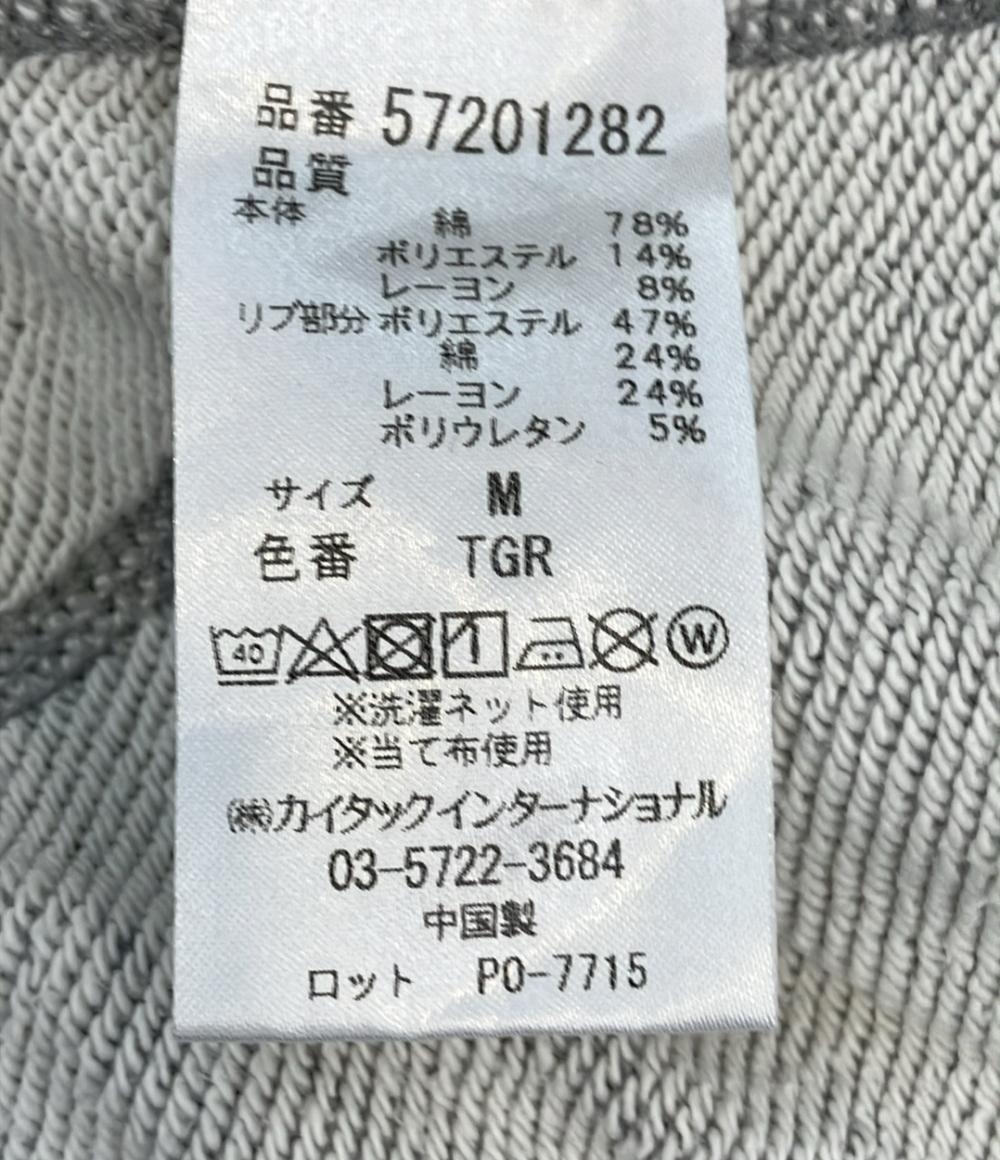 品番 57201282
品質
本体 綿 78%
ポリエステル 14%
レーヨン 8%
リブ部分 ポリエステル 47%
綿 24%
レーヨン 24%
ポリウレタン 5%
サイズ M
色番 TGR
40 W
※洗濯ネット使用
※当て布使用
㈱カイタックインターナショナル
03-5722-3684
中国製
ロット PO-7715